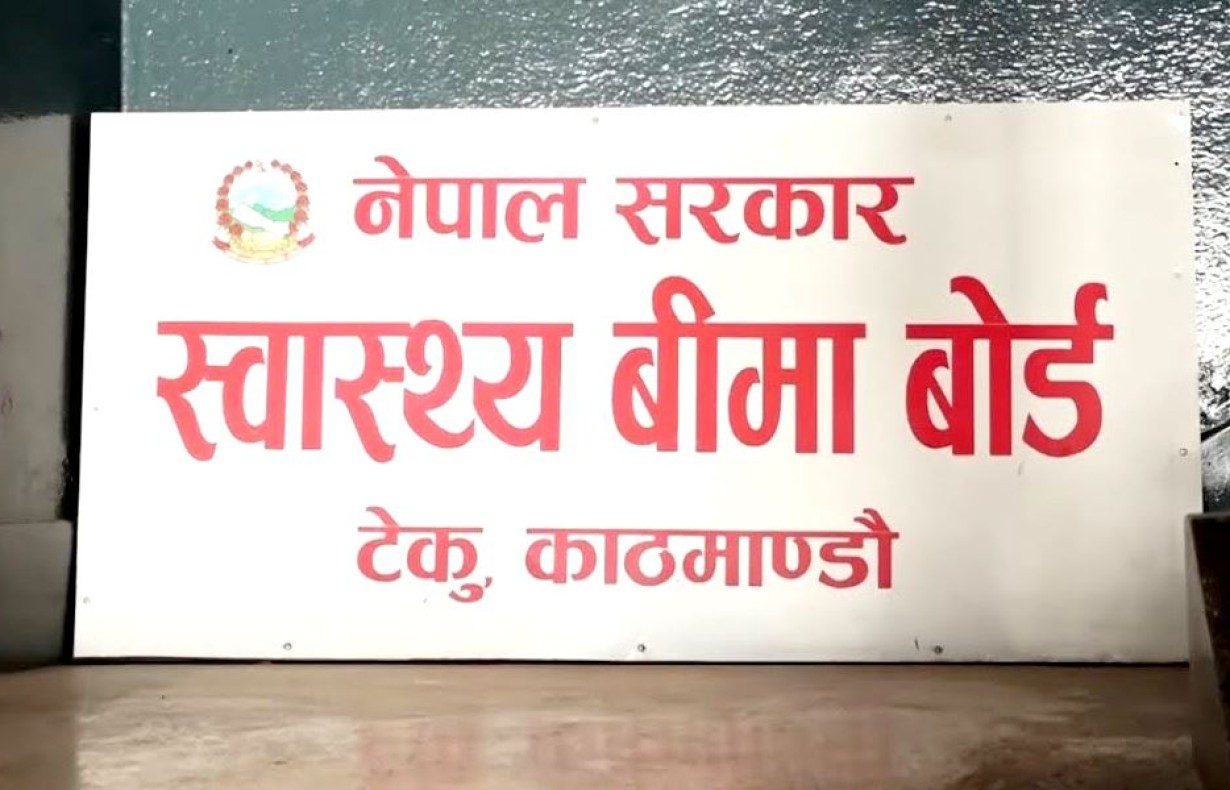 नेपाल सरकार
स्वास्थ्य बीमा बोर्ड
टेकु, काठमाण्डौ